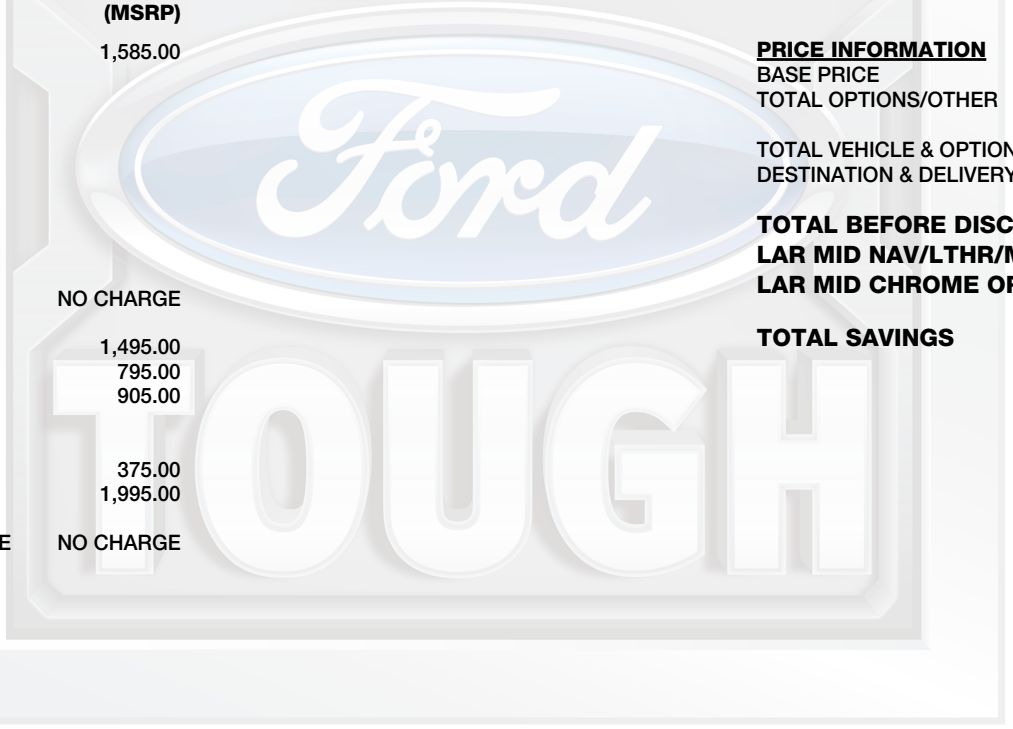 (MSRP)
1,585.00
NO CHARGE
1,495.00
795.00
905.00
375.00
1,995.00
E NO CHARGE
PRICE INFORMATION
BASE PRICE
TOTAL OPTIONS/OTHER
TOTAL VEHICLE & OPTION
DESTINATION & DELIVERY
TOTAL BEFORE DISC
LAR MID NAV/LTHR/M
LAR MID CHROME OF
TOTAL SAVINGS
Ford
TOUGH